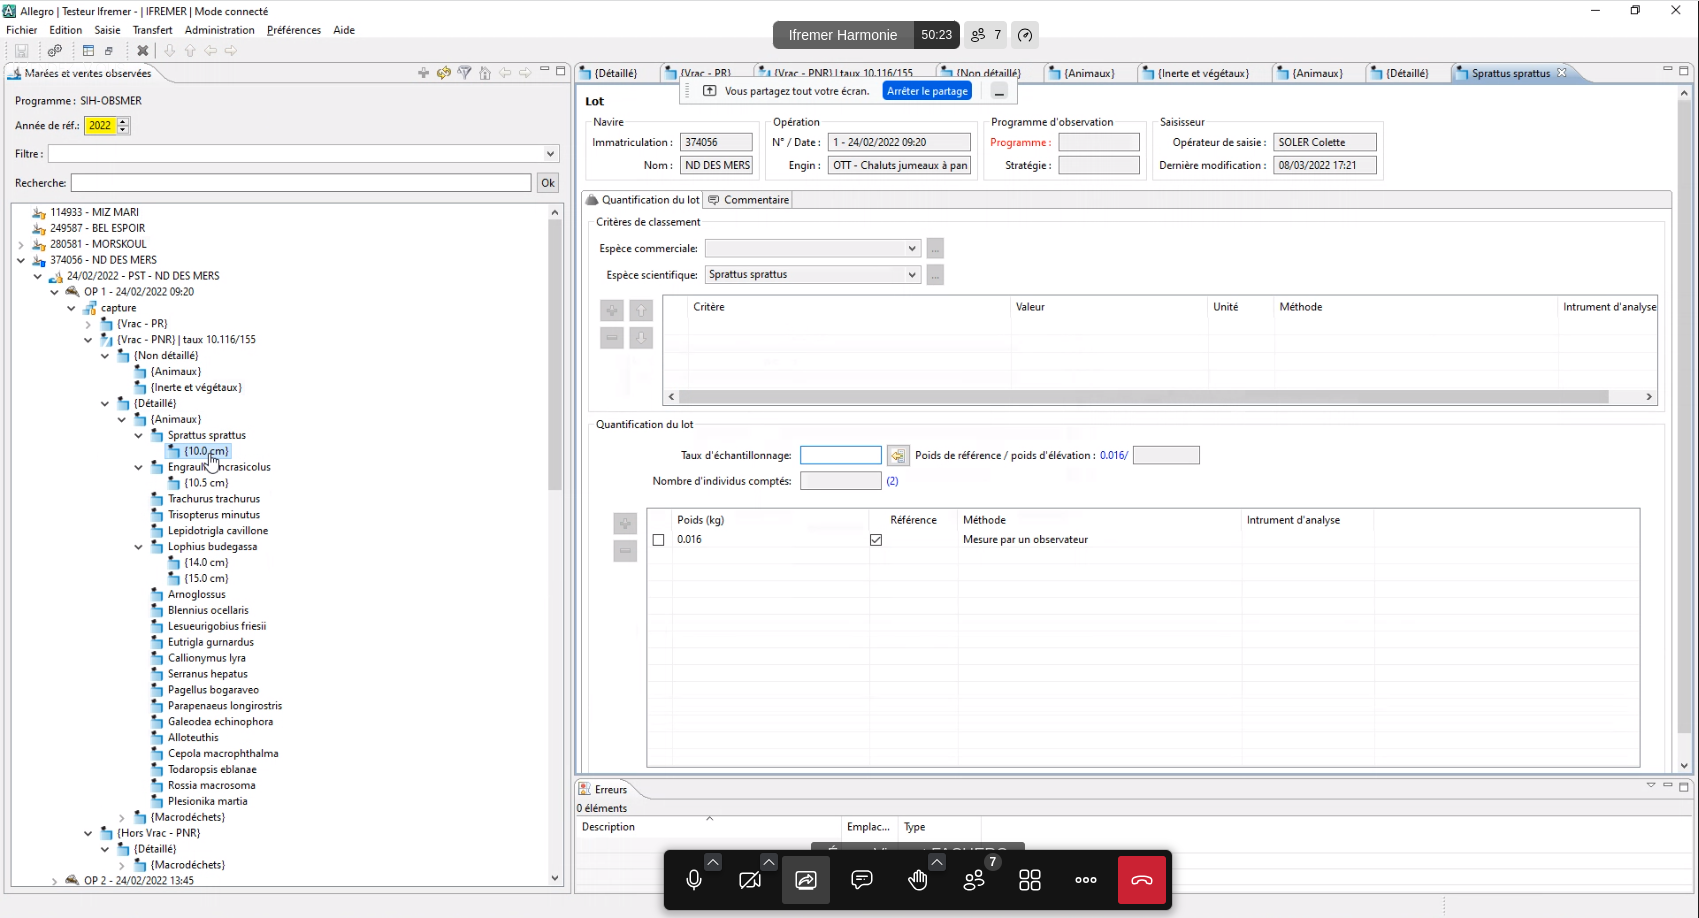 Allegro | Testeur Ifremer - | IFREMER | Mode connecté
Fichier Edition Saisie Transfert Administration Préférences Aide
Ifremer Harmonie 50:23 7
Marées et ventes observées
Programme : SIH-OBSMER
Année de réf.: 2022
Filtre :
Recherche: Ok
114933 - MIZ MARI
249587 - BEL ESPOIR
280581 - MORSKOUL
374056 - ND DES MERS
24/02/2022 - PST - ND DES MERS
OP 1 - 24/02/2022 09:20
capture
{Vrac - PR}
{Vrac - PNR} | taux 10.116/155
{Non détaillé}
{Animaux}
{Inerte et végétaux}
{Détaillé}
{Animaux}
Sprattus sprattus
{10.0 cm}
Engraulis encrasicolus
{10.5 cm}
Trachurus trachurus
Trisopterus minutus
Lepidotrigla cavillone
Lophius budegassa
{14.0 cm}
{15.0 cm}
Arnoglossus
Blennius ocellaris
Lesueurigobius friesii
Eutrigla gurnardus
Callionymus lyra
Serranus hepatus
Pagellus bogaraveo
Parapenaeus longirostris
Galeodea echinophora
Alloteuthis
Cepola macrophthalma
Todaropsis eblanae
Rossia macrosoma
Plesionika martia
{Macrodéchets}
{Hors Vrac - PNR}
{Détaillé}
{Macrodéchets}
OP 2 - 24/02/2022 13:45
{Détaillé} {Vrac - PR} {Vrac - PNR} | taux 10.116/155 {Non détaillé} {Animaux} {Inerte et végétaux} {Animaux} {Détaillé} Sprattus sprattus
Vous partagez tout votre écran. Arrêter le partage
Lot
Navire Opération Programme d'observation Saisisseur
Immatriculation : 374056 N° / Date : 1 - 24/02/2022 09:20 Programme : Opérateur de saisie : SOLER Colette
Nom : ND DES MERS Engin : OTT - Chaluts jumeaux à pan Stratégie : Dernière modification : 08/03/2022 17:21
Quantification du lot Commentaire
Critères de classement
Espèce commerciale: ...
Espèce scientifique: Sprattus sprattus ...
Critère Valeur Unité Méthode Intrument d'analyse
Quantification du lot
Taux d'échantillonnage: Poids de référence / poids d'élévation : 0.016/
Nombre d'individus comptés: (2)
Poids (kg) Référence Méthode Intrument d'analyse
0.016 Mesure par un observateur
Erreurs
0 éléments
Description Emplac... Type
7